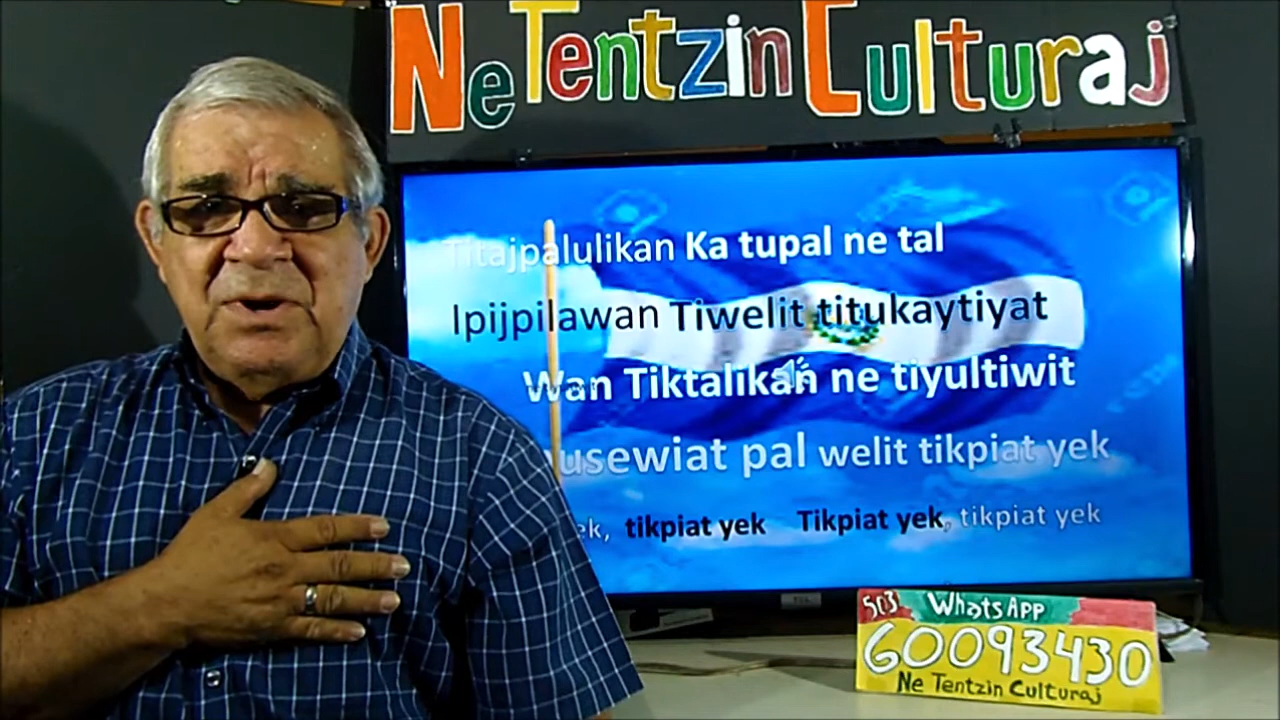 Ne Tentzin Culturaj
Titajpalulikan Ka tupal ne tal
Ipijpilawan Tiwelit titukaytiyat
Wan Tiktalikan ne tiyultiwit
pal welit tikpiat yek
tikpiat yek Tikpiat yek, tikpiat yek
503 WhatsApp
60093430
Ne Tentzin Culturaj